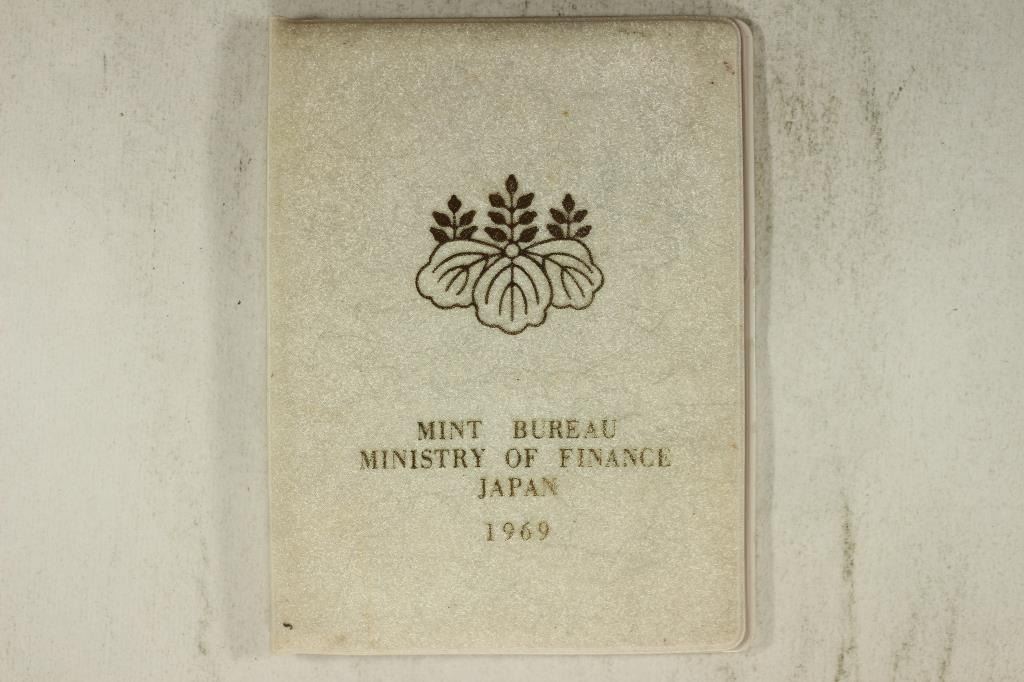 MINT BUREAU
MINISTRY OF FINANCE
JAPAN
1969